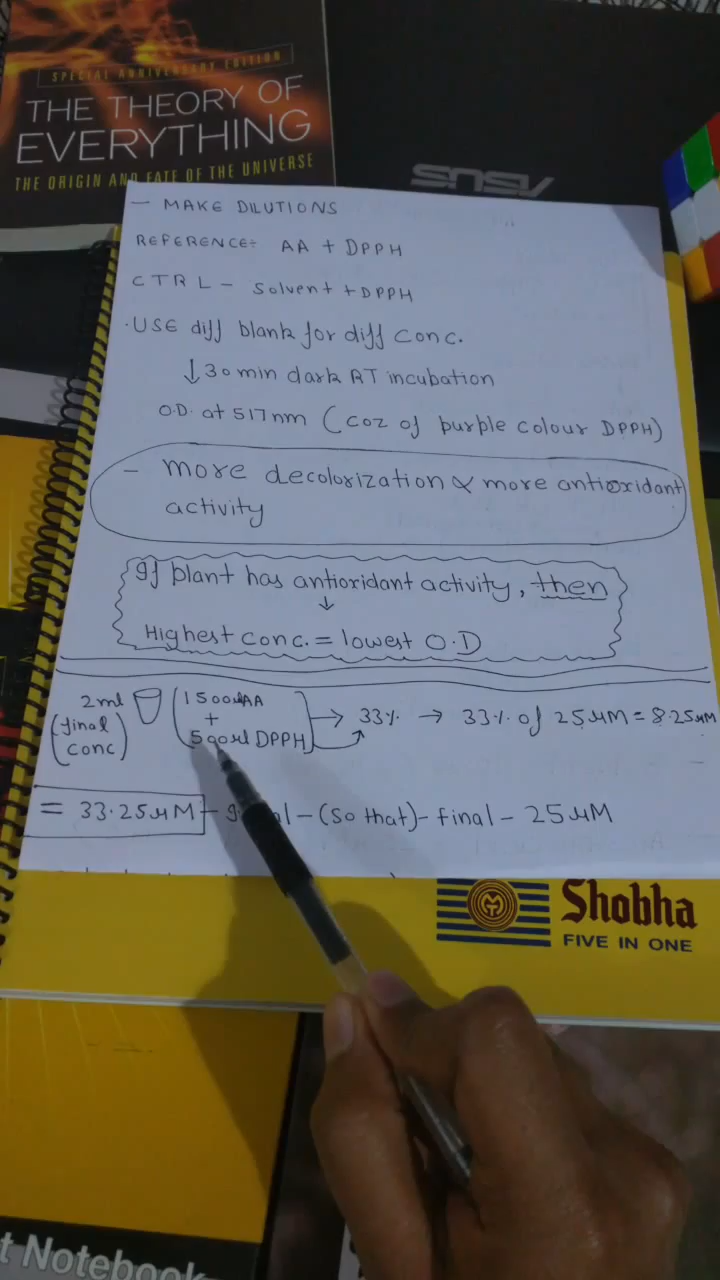 SPECIAL ANNIVERSARY EDITION
THE THEORY OF
EVERYTHING
THE ORIGIN AND FATE OF THE UNIVERSE
ASUS
- MAKE DILUTIONS
REFERENCE:- AA + DPPH
CTRL - Solvent + DPPH
·USE diff blank for diff conc.
↓ 30 min dark RT incubation
O.D. at 517nm (coz of purple colour DPPH)
- more decolorization ∝ more antioxidant
activity
If plant has antioxidant activity, then
↓
Highest conc. = lowest O.D
2ml (final conc) (1500µl AA + 500µl DPPH) → 33% → 33% of 25µM = 8.25µM
= 33.25µM - - (So that) - final - 25µM
Shobha
FIVE IN ONE
t Notebook